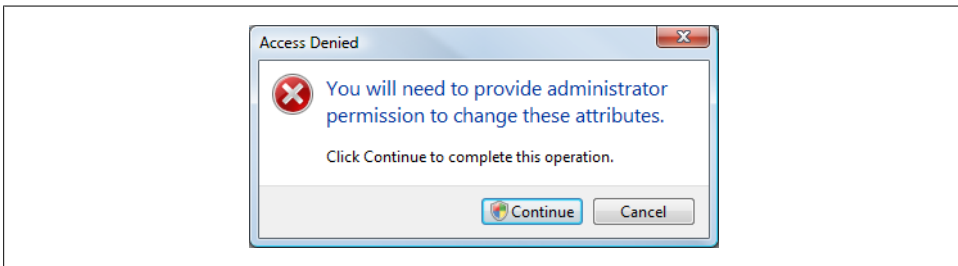 Access Denied
You will need to provide administrator
permission to change these attributes.
Click Continue to complete this operation.
Continue
Cancel